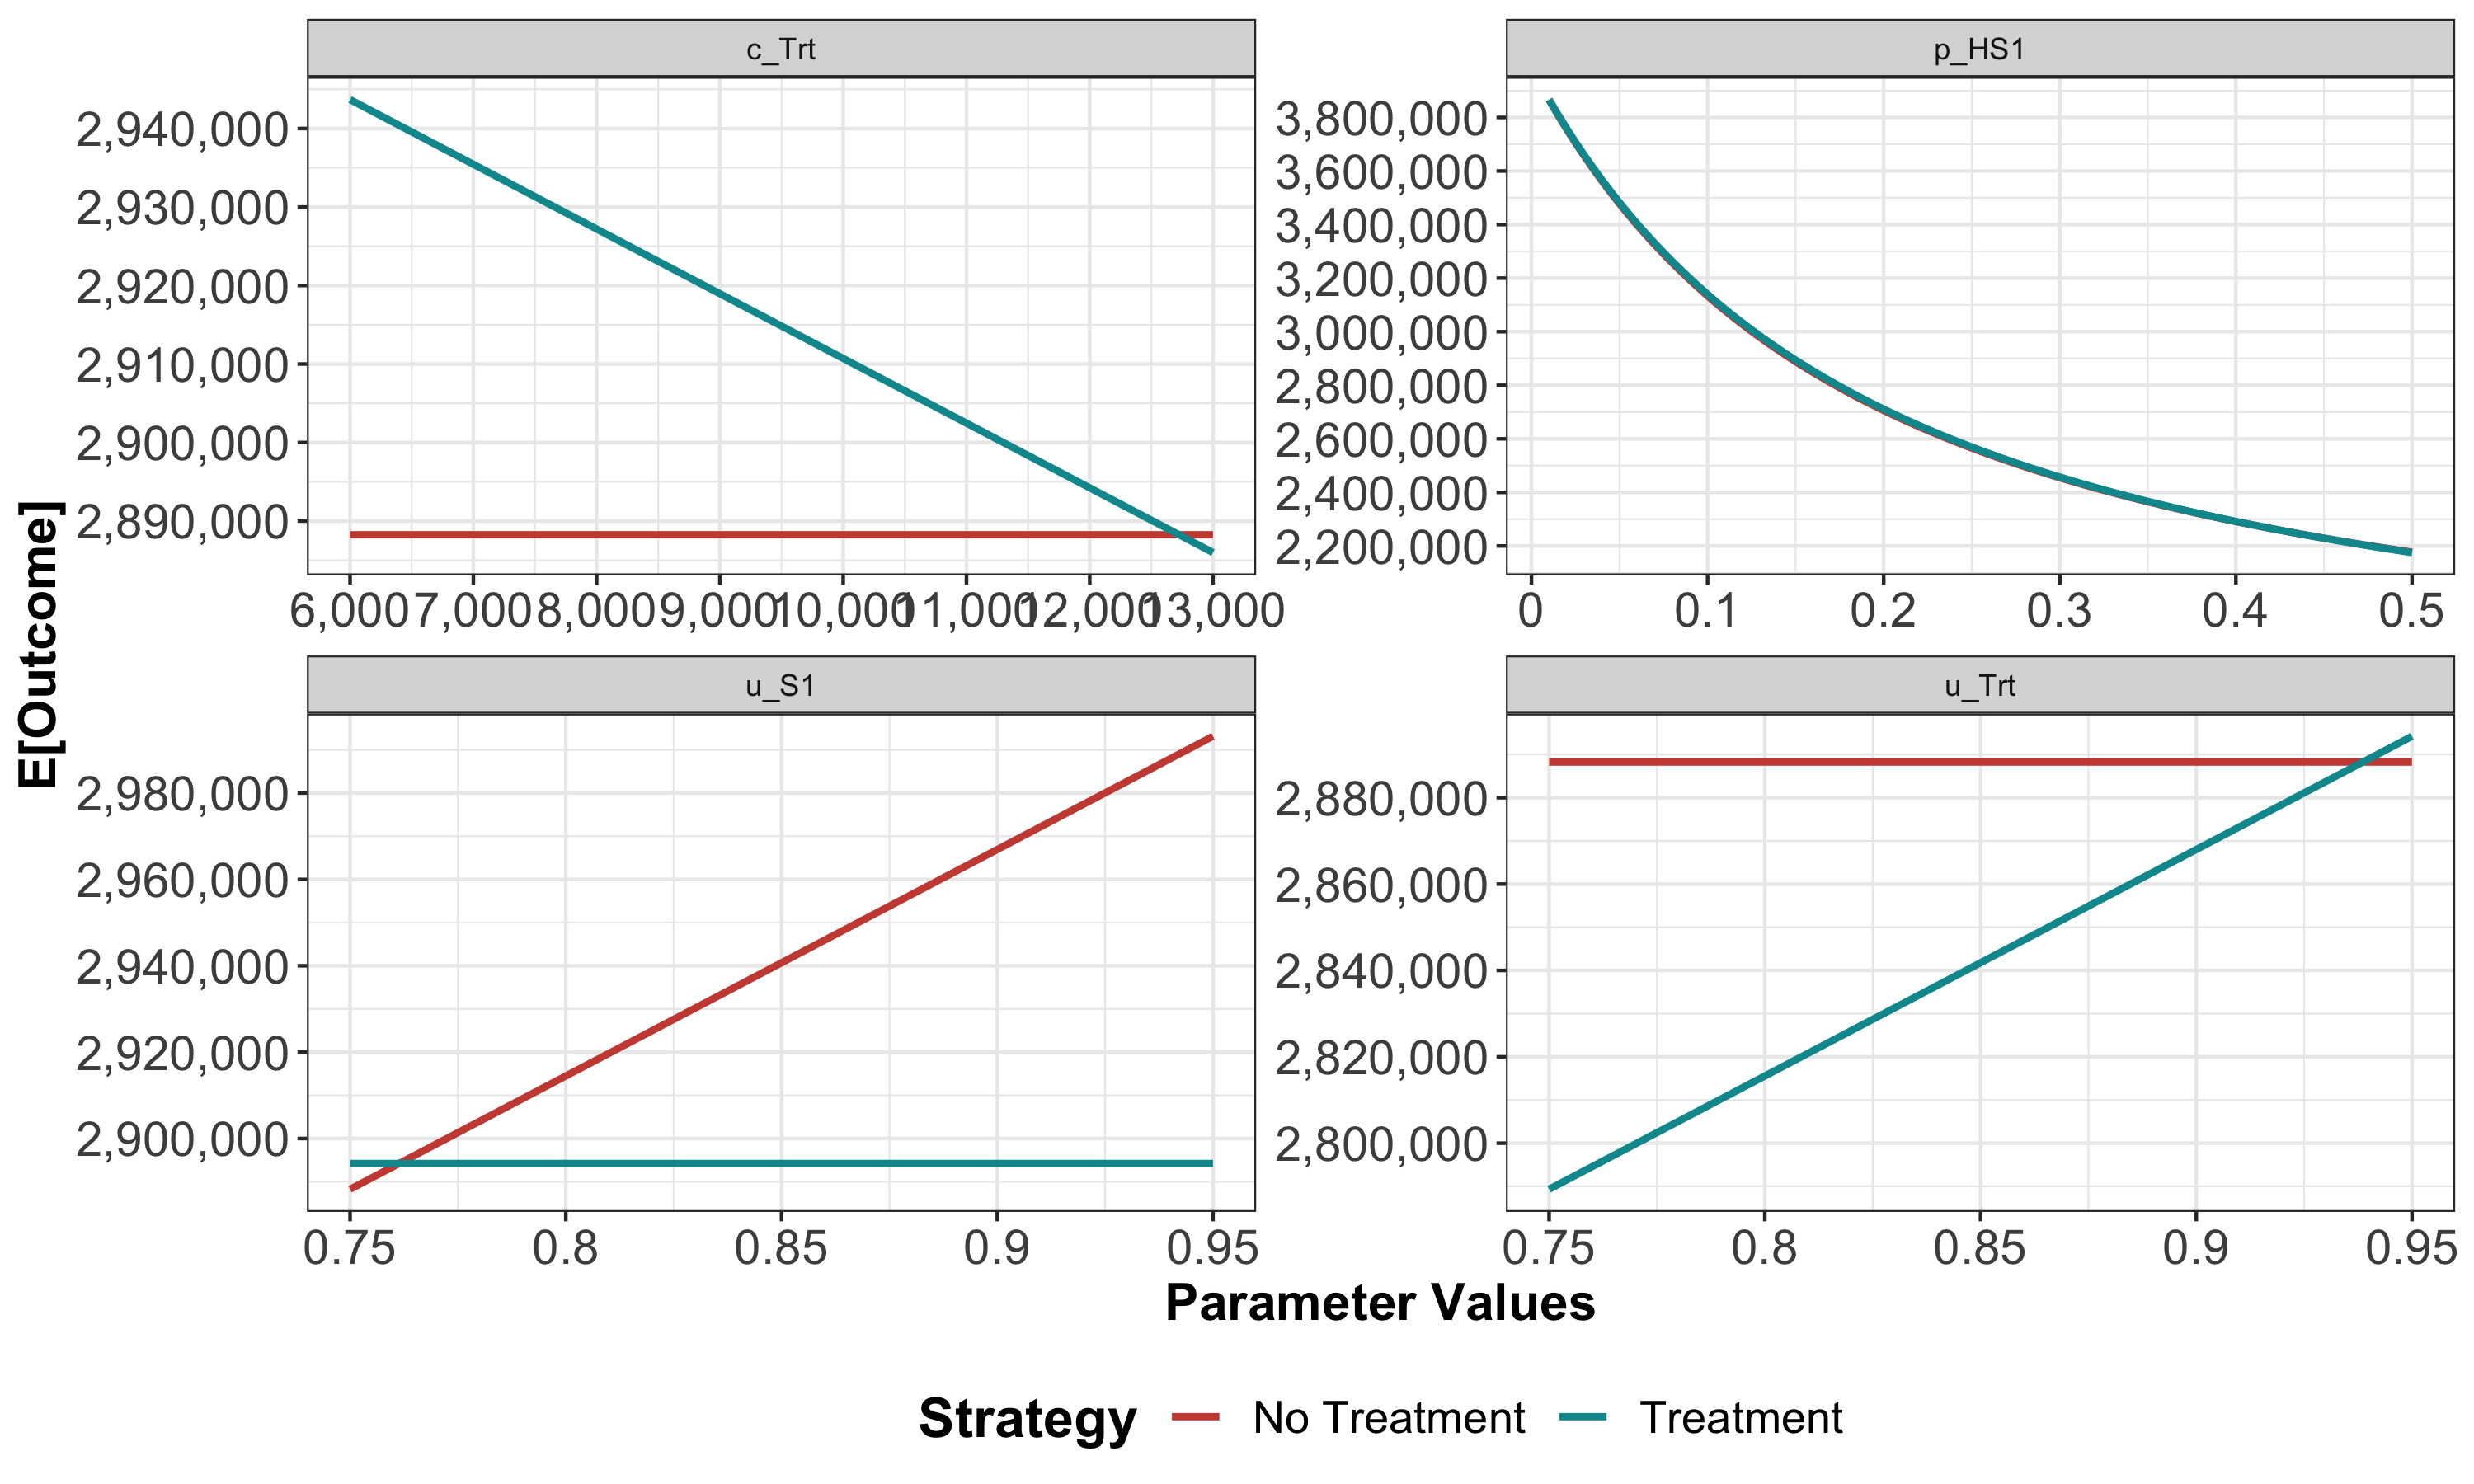 c_Trt
2,940,000
2,930,000
2,920,000
2,910,000
2,900,000
2,890,000
6,000 7,000 8,000 9,000 10,000 11,000 12,000 13,000
p_HS1
3,800,000
3,600,000
3,400,000
3,200,000
3,000,000
2,800,000
2,600,000
2,400,000
2,200,000
0 0.1 0.2 0.3 0.4 0.5
E[Outcome]
u_S1
2,980,000
2,960,000
2,940,000
2,920,000
2,900,000
0.75 0.8 0.85 0.9 0.95
u_Trt
2,880,000
2,860,000
2,840,000
2,820,000
2,800,000
0.75 0.8 0.85 0.9 0.95
Parameter Values
Strategy No Treatment Treatment